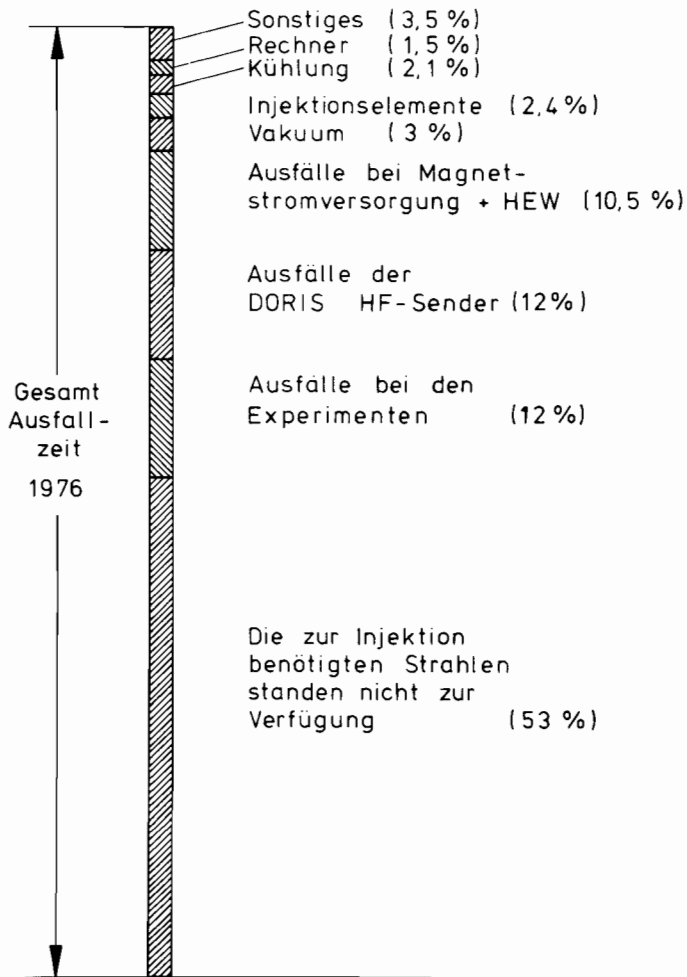 Sonstiges (3,5 %)
Rechner (1,5 %)
Kühlung (2,1 %)
Injektionselemente (2,4 %)
Vakuum (3 %)
Ausfälle bei Magnet-
stromversorgung + HEW (10,5 %)
Ausfälle der
DORIS HF-Sender (12%)
Ausfälle bei den
Experimenten (12 %)
Gesamt
Ausfall-
zeit
1976
Die zur Injektion
benötigten Strahlen
standen nicht zur
Verfügung (53 %)